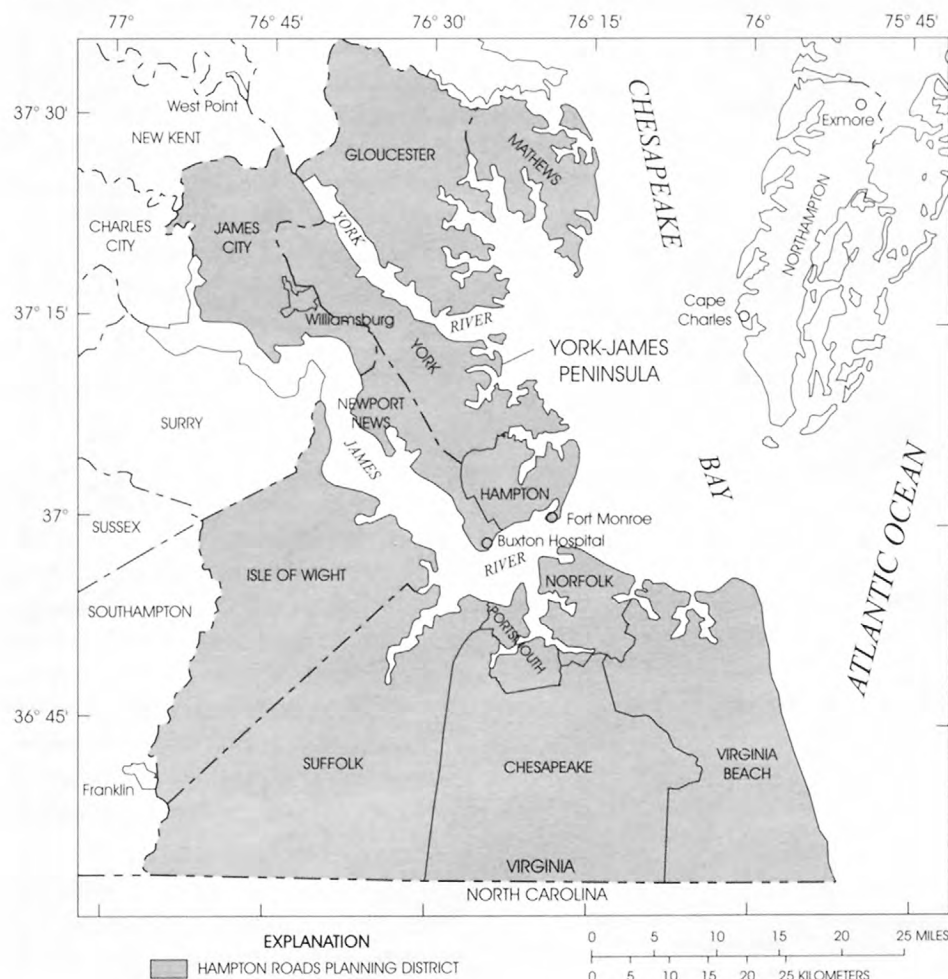 77° 76° 45' 76° 30' 76° 15' 76° 75° 45'
37° 30'
West Point
NEW KENT
GLOUCESTER
MATHEWS
CHESAPEAKE
Exmore
CHARLES
CITY
JAMES
CITY
YORK
NORTHAMPTON
37° 15'
Williamsburg
RIVER
Cape
Charles
YORK
YORK-JAMES
PENINSULA
SURRY
NEWPORT
NEWS
JAMES
BAY
HAMPTON
ATLANTIC OCEAN
37°
SUSSEX
Fort Monroe
Buxton Hospital
RIVER
ISLE OF WIGHT
NORFOLK
SOUTHAMPTON
PORTSMOUTH
36° 45'
SUFFOLK
CHESAPEAKE
VIRGINIA
BEACH
Franklin
VIRGINIA
NORTH CAROLINA
EXPLANATION
HAMPTON ROADS PLANNING DISTRICT
0 5 10 15 20 25 MILES
0 5 10 15 20 25 KILOMETERS